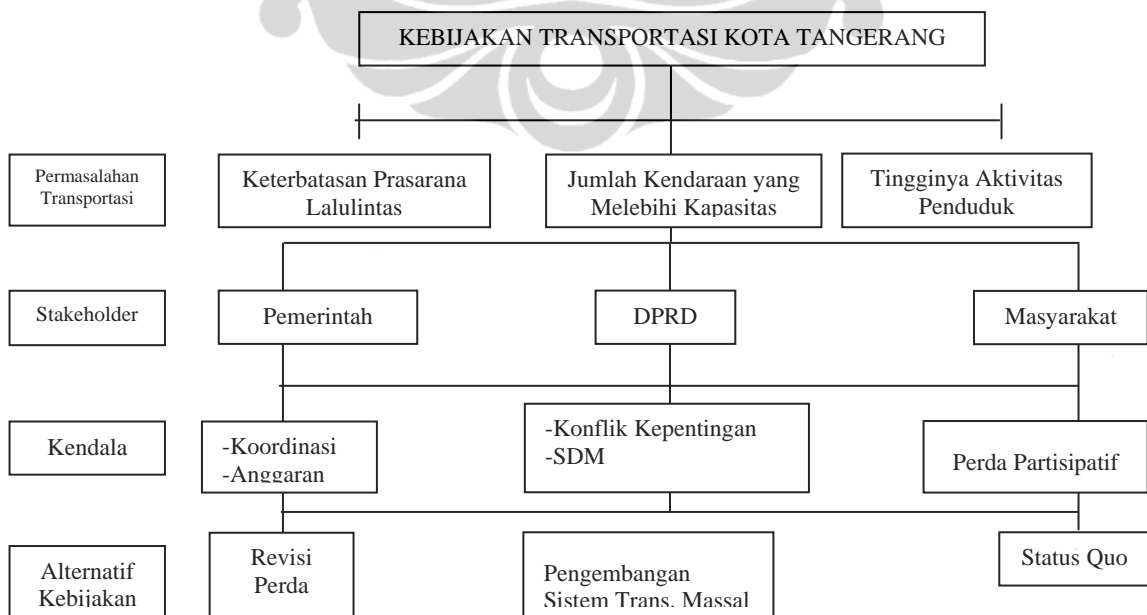 KEBIJAKAN TRANSPORTASI KOTA TANGERANG
Permasalahan
Transportasi
Keterbatasan Prasarana
Lalulintas
Jumlah Kendaraan yang
Melebihi Kapasitas
Tingginya Aktivitas
Penduduk
Stakeholder
Pemerintah
DPRD
Masyarakat
Kendala
-Koordinasi
-Anggaran
-Konflik Kepentingan
-SDM
Perda Partisipatif
Alternatif
Kebijakan
Revisi
Perda
Pengembangan
Sistem Trans. Massal
Status Quo